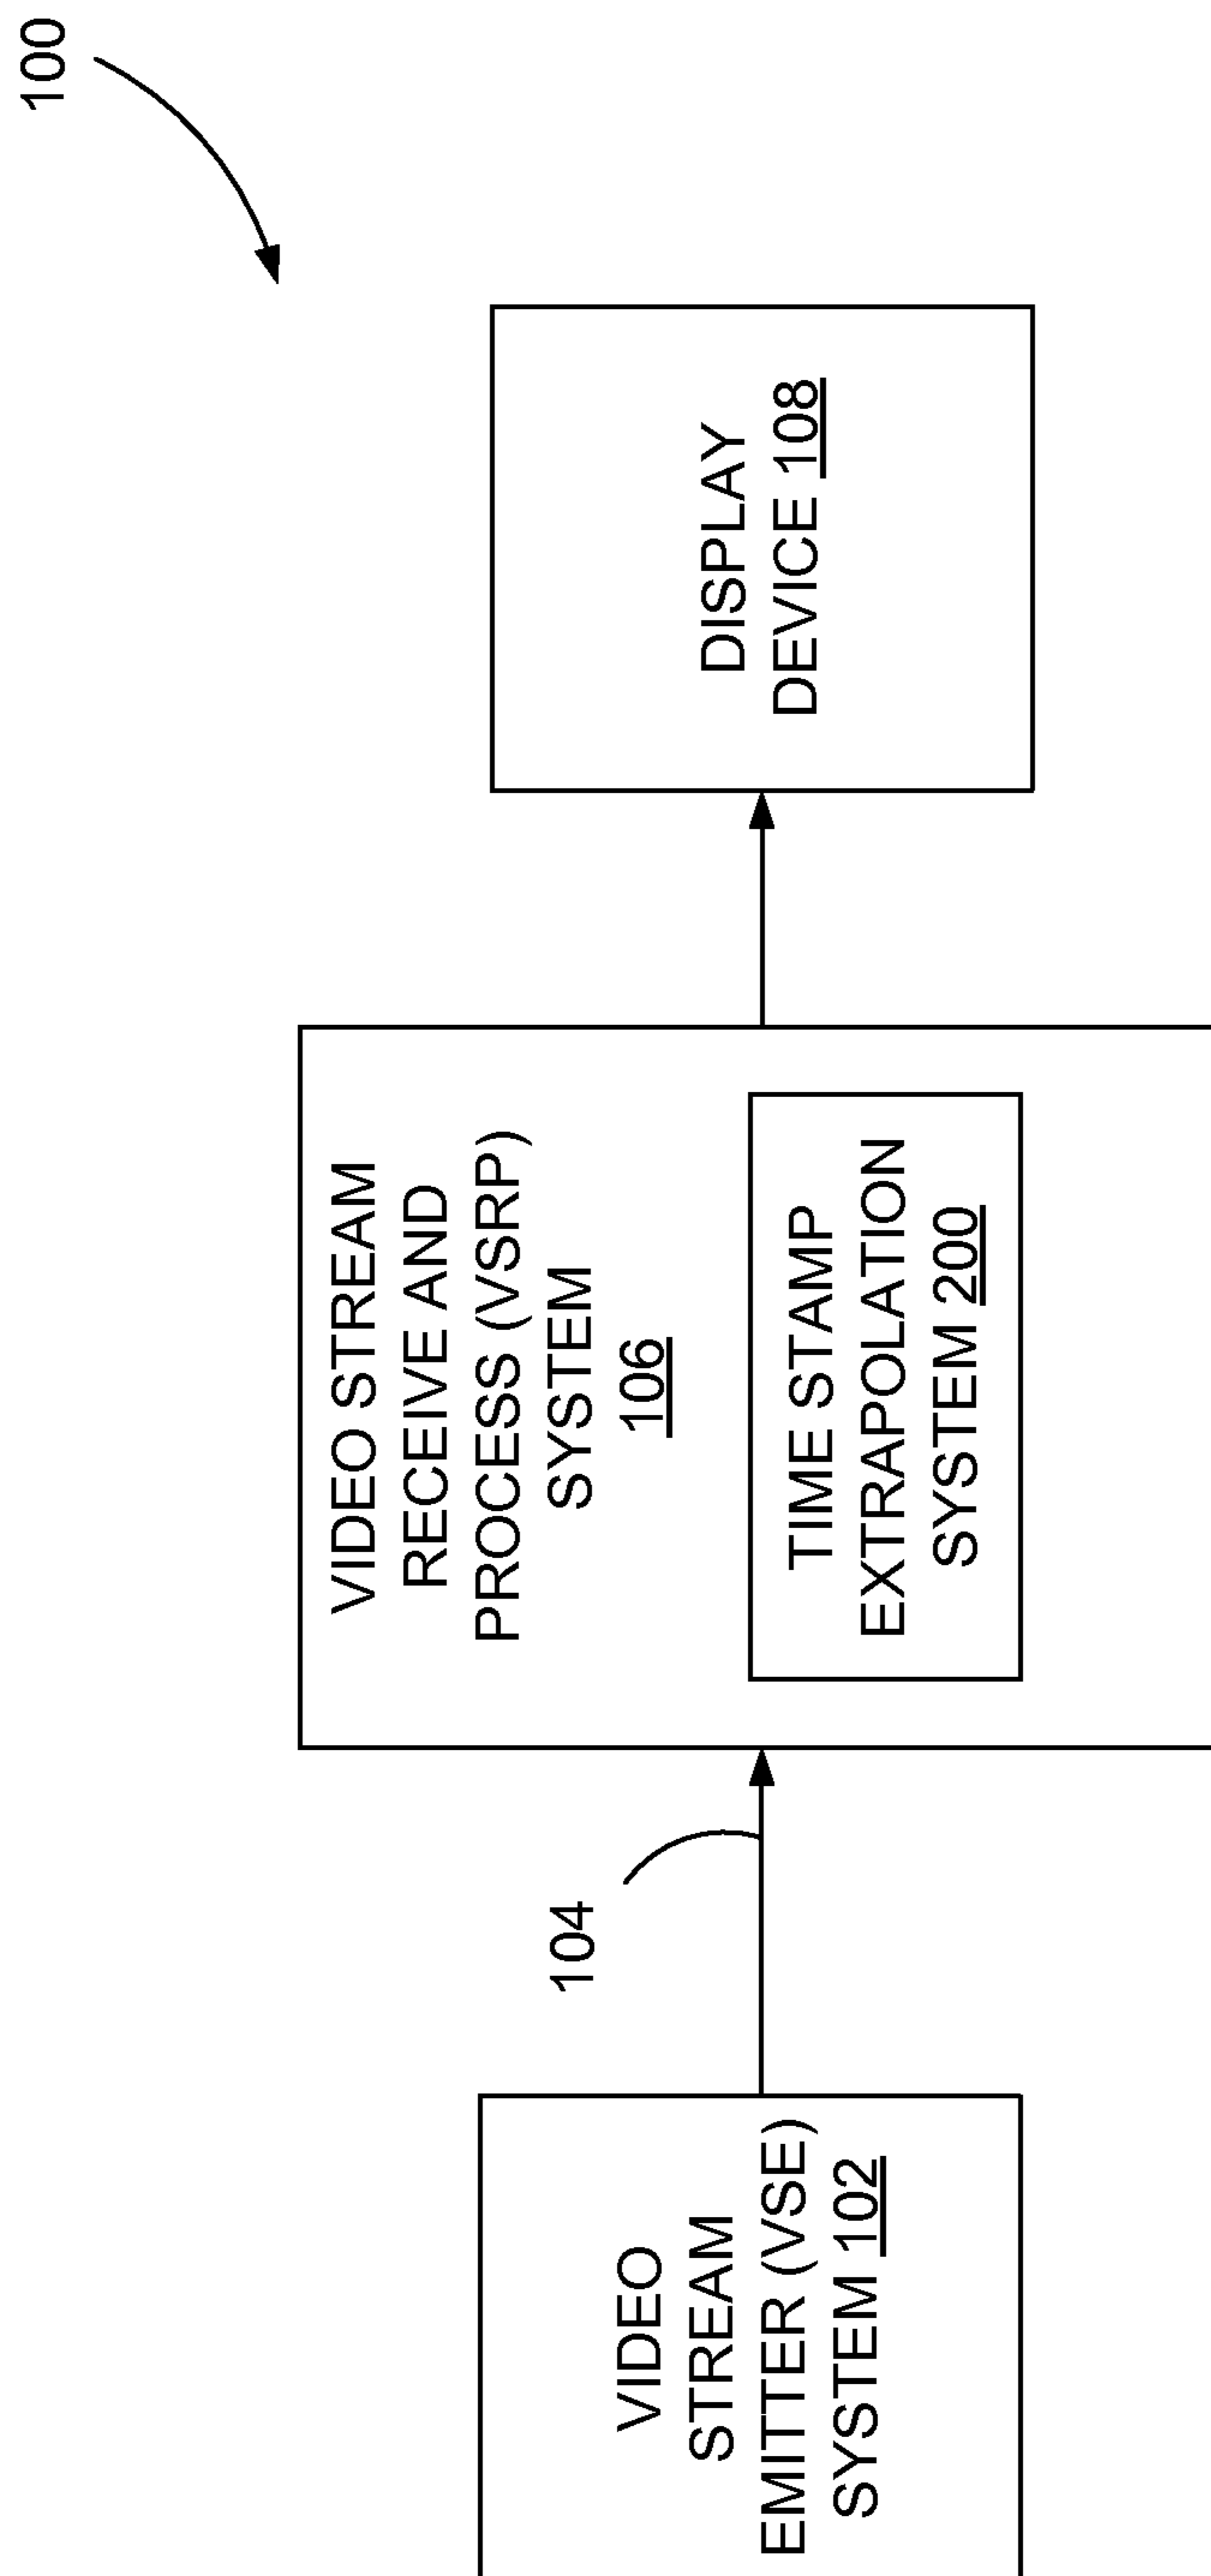 100
VIDEO
STREAM
EMITTER (VSE)
SYSTEM 102
104
VIDEO STREAM
RECEIVE AND
PROCESS (VSRP)
SYSTEM
106
TIME STAMP
EXTRAPOLATION
SYSTEM 200
DISPLAY
DEVICE 108